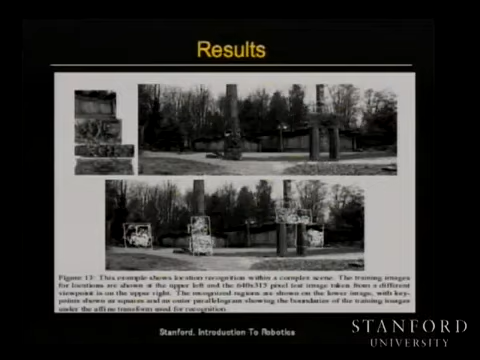 Results
Figure 13: This example shows location recognition within a complex scene. The training images
for locations are shown at the upper left and the 640x315 pixel test image taken from a different
viewpoint is on the upper right. The recognized regions are shown on the lower image, with key-
points shown as squares and an outer parallelogram showing the boundary of the training images
under the affine transform used for recognition.
Stanford, Introduction To Robotics
STANFORD
UNIVERSITY